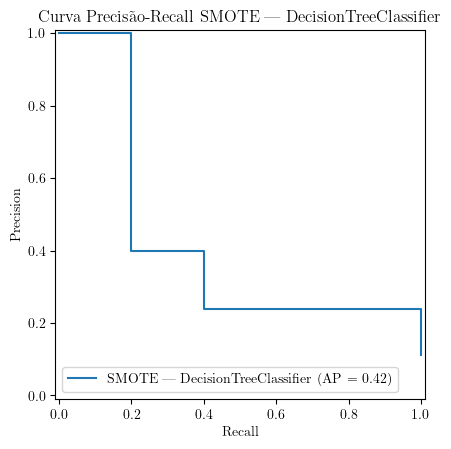 Curva Precisão-Recall SMOTE — DecisionTreeClassifier
1.0
0.8
0.6
0.4
0.2
0.0
Precision
SMOTE — DecisionTreeClassifier (AP = 0.42)
0.0 0.2 0.4 0.6 0.8 1.0
Recall